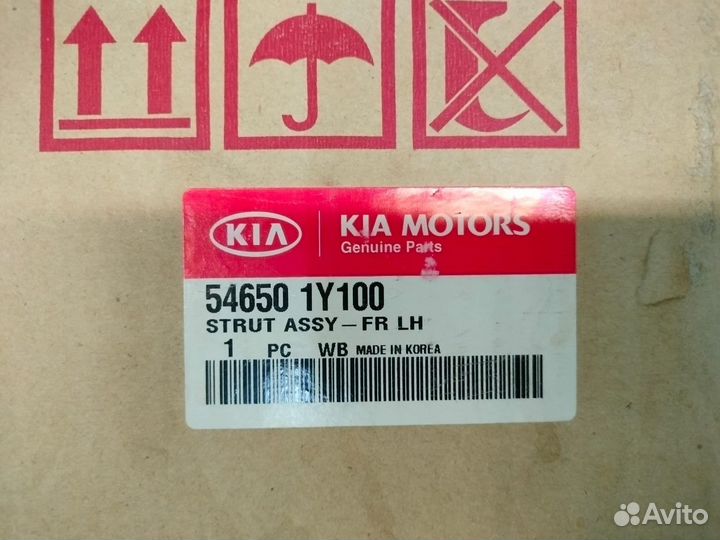 KIA
KIA MOTORS
Genuine Parts
54650 1Y100
STRUT ASSY-FR LH
1 PC WB MADE IN KOREA
Avito